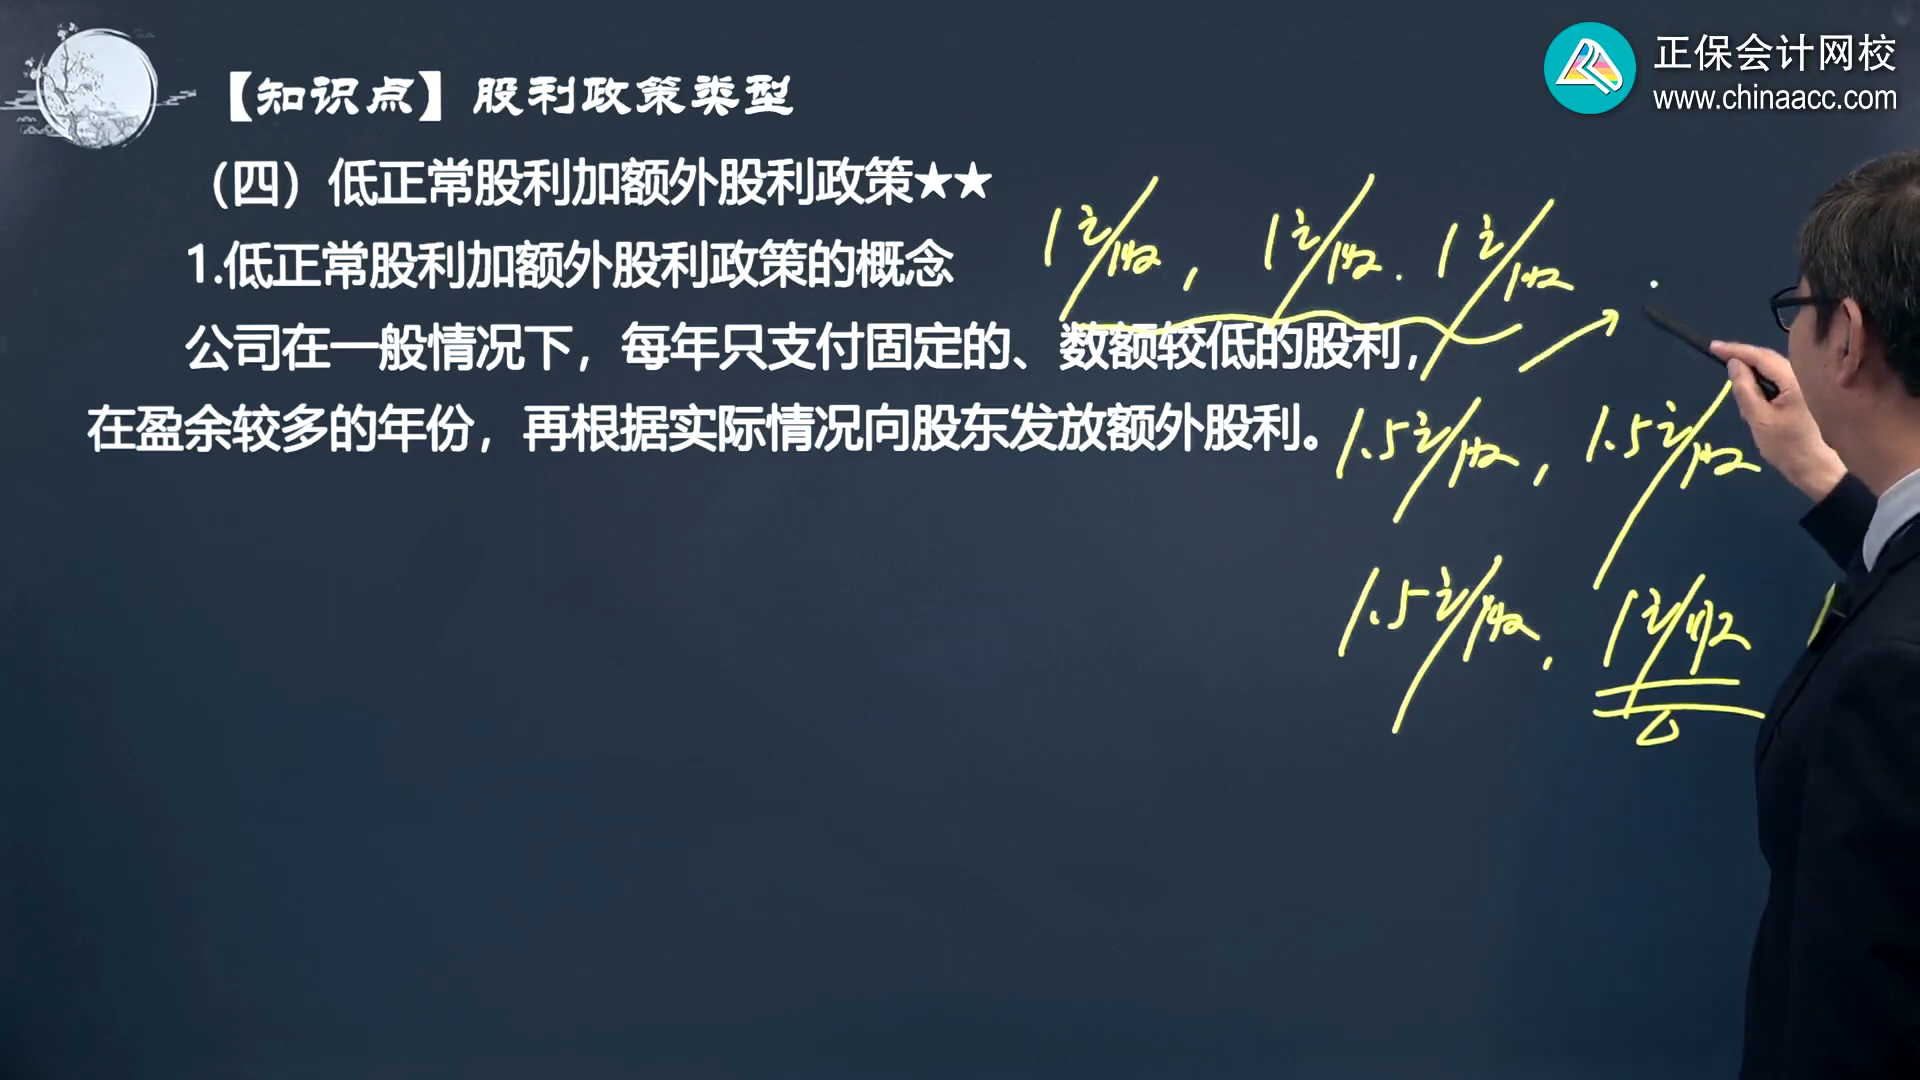 正保会计网校
www.chinaacc.com
【知识点】股利政策类型
（四）低正常股利加额外股利政策★★
1.低正常股利加额外股利政策的概念
公司在一般情况下，每年只支付固定的、数额较低的股利，
在盈余较多的年份，再根据实际情况向股东发放额外股利。
1元/股，1元/股．1元/股
1.5元/股，1.5元/股
1.5元/股，1元/股